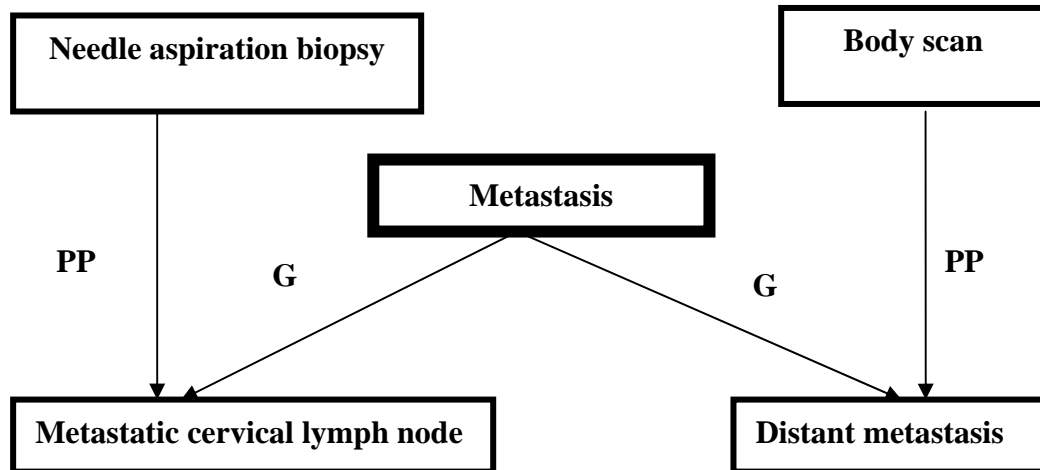 Needle aspiration biopsy
Body scan
Metastasis
PP
G
G
PP
Metastatic cervical lymph node
Distant metastasis